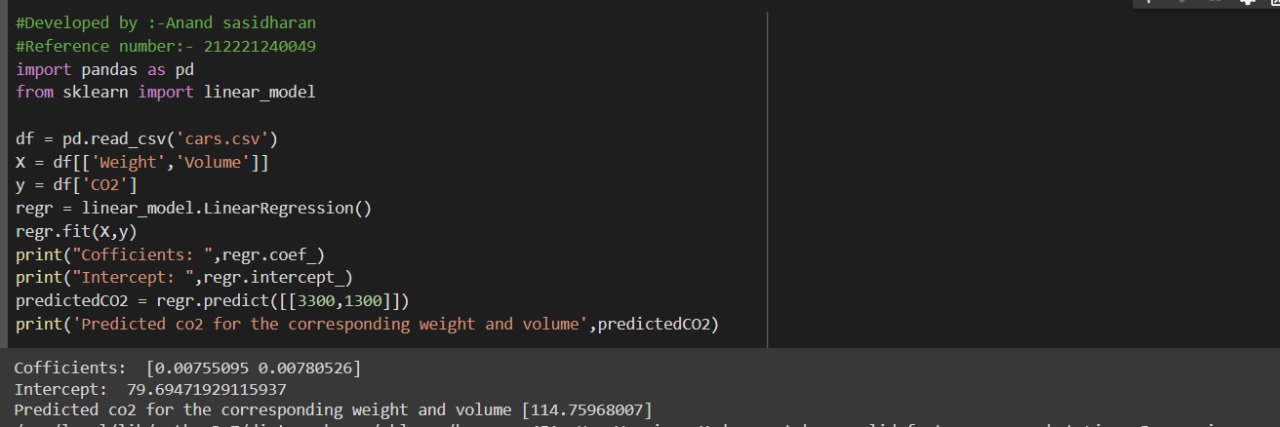 #Developed by :-Anand sasidharan
#Reference number:- 212221240049
import pandas as pd
from sklearn import linear_model
df = pd.read_csv('cars.csv')
X = df[['Weight','Volume']]
y = df['CO2']
regr = linear_model.LinearRegression()
regr.fit(X,y)
print("Cofficients: ",regr.coef_)
print("Intercept: ",regr.intercept_)
predictedCO2 = regr.predict([[3300,1300]])
print('Predicted co2 for the corresponding weight and volume',predictedCO2)
Cofficients:  [0.00755095 0.00780526]
Intercept:  79.69471929115937
Predicted co2 for the corresponding weight and volume [114.75968007]